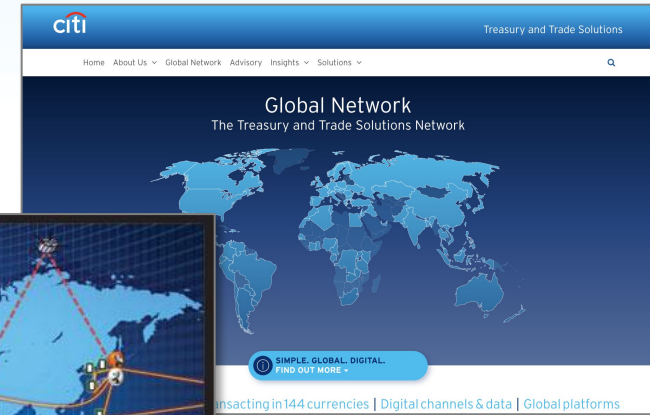 citi
Treasury and Trade Solutions
Home About Us Global Network Advisory Insights Solutions
Global Network
The Treasury and Trade Solutions Network
SIMPLE. GLOBAL. DIGITAL.
FIND OUT MORE
in 144 currencies | Digital channels & data | Global platforms